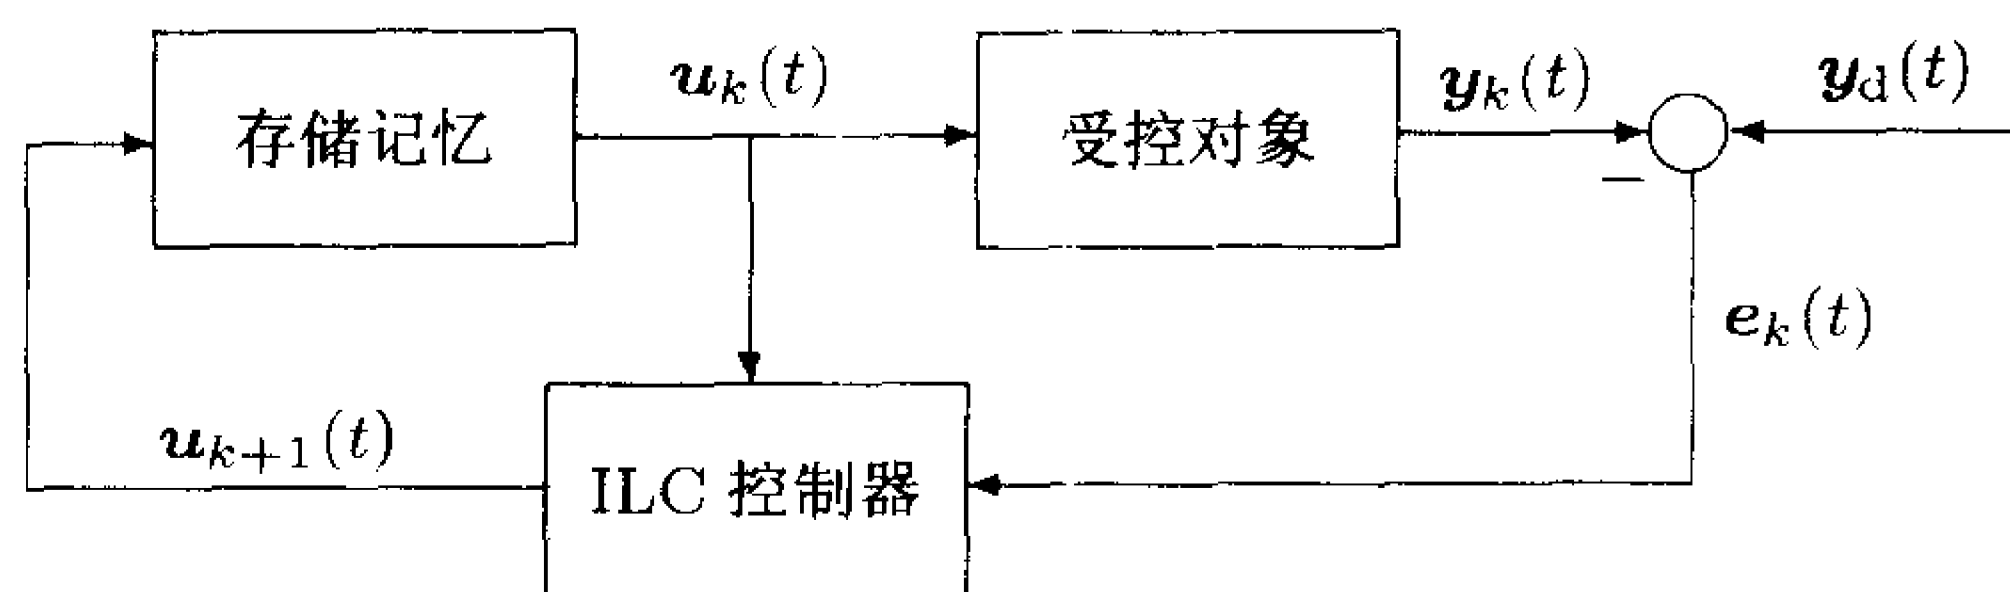 存储记忆
u_k(t)
受控对象
y_k(t)
y_d(t)
−
e_k(t)
u_{k+1}(t)
ILC 控制器